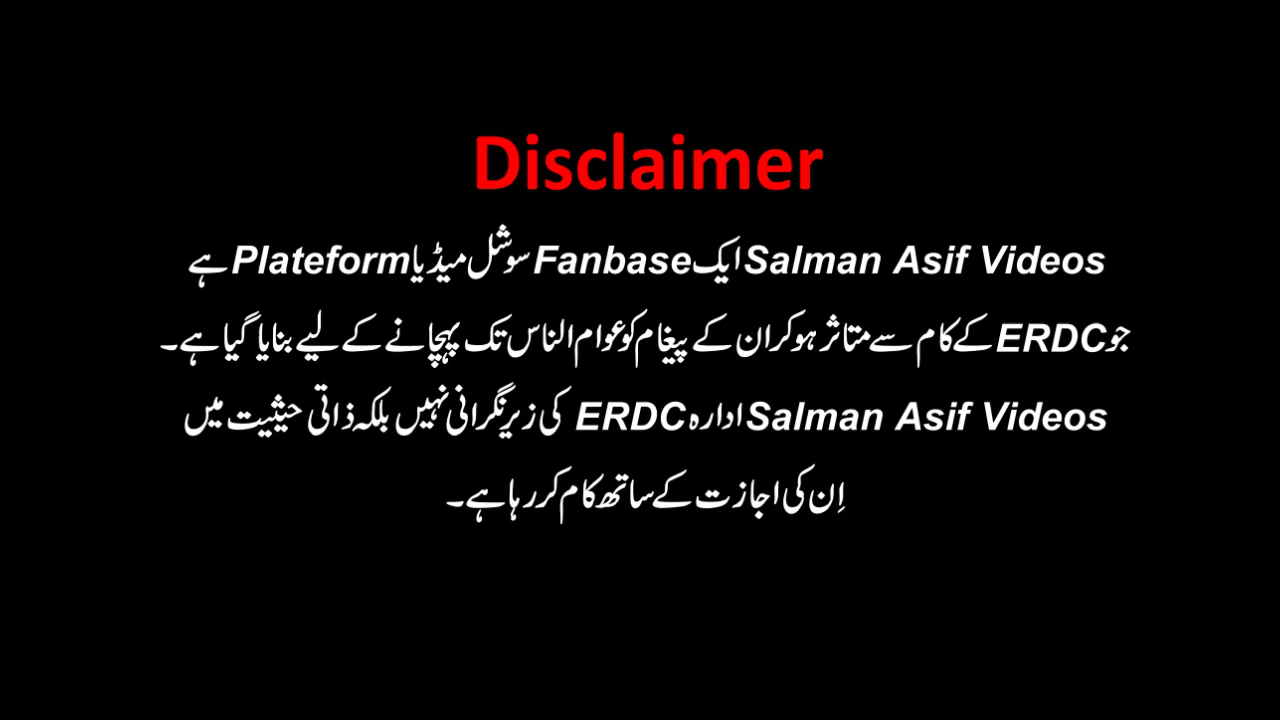 Disclaimer
Salman Asif Videos ایک Fanbase سوشل میڈیا Plateform ہے
جو ERDC کے کام سے متاثر ہو کر ان کے پیغام کو عوام الناس تک پہچانے کے لیے بنایا گیا ہے۔
Salman Asif Videos ادارہ ERDC کی زیرِ نگرانی نہیں بلکہ ذاتی حیثیت میں
اِن کی اجازت کے ساتھ کام کر رہا ہے۔